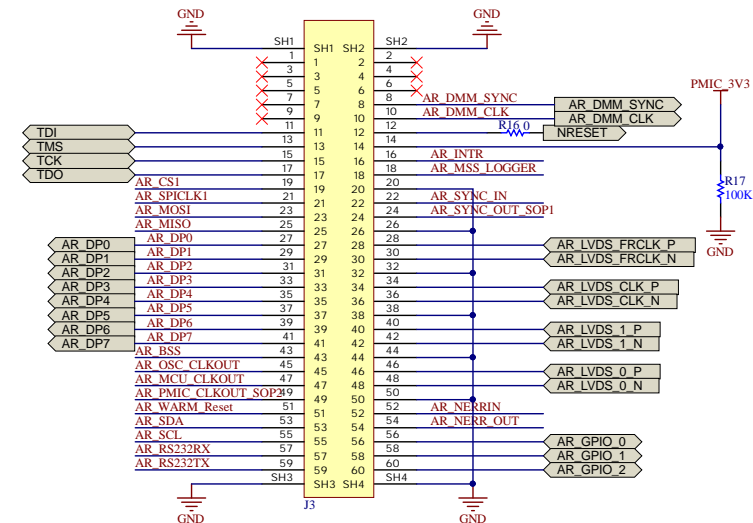 GND GND
SH1 SH1 SH2 SH2
1 1 2 2
3 3 4 4
5 5 6 6
7 7 8 8 AR_DMM_SYNC AR_DMM_SYNC
9 9 10 10 AR_DMM_CLK AR_DMM_CLK
PMIC_3V3
TDI 11 11 12 12 R16 0 NRESET
TMS 13 13 14 14
TCK 15 15 16 16 AR_INTR
TDO 17 17 18 18 AR_MSS_LOGGER
AR_CS1 19 19 20 20
R17
100K
AR_SPICLK1 21 21 22 22 AR_SYNC_IN
AR_MOSI 23 23 24 24 AR_SYNC_OUT_SOP1
AR_MISO 25 25 26 26
GND
AR_DP0 AR_DP0 27 27 28 28 AR_LVDS_FRCLK_P
AR_DP1 AR_DP1 29 29 30 30 AR_LVDS_FRCLK_N
AR_DP2 AR_DP2 31 31 32 32
AR_DP3 AR_DP3 33 33 34 34 AR_LVDS_CLK_P
AR_DP4 AR_DP4 35 35 36 36 AR_LVDS_CLK_N
AR_DP5 AR_DP5 37 37 38 38
AR_DP6 AR_DP6 39 39 40 40 AR_LVDS_1_P
AR_DP7 AR_DP7 41 41 42 42 AR_LVDS_1_N
AR_BSS 43 43 44 44
AR_OSC_CLKOUT 45 45 46 46 AR_LVDS_0_P
AR_MCU_CLKOUT 47 47 48 48 AR_LVDS_0_N
AR_PMIC_CLKOUT_SOP2 49 49 50 50
AR_WARM_Reset 51 51 52 52 AR_NERRIN
AR_SDA 53 53 54 54 AR_NERR_OUT
AR_SCL 55 55 56 56 AR_GPIO_0
AR_RS232RX 57 57 58 58 AR_GPIO_1
AR_RS232TX 59 59 60 60 AR_GPIO_2
SH3 SH3 SH4 SH4
J3
GND GND